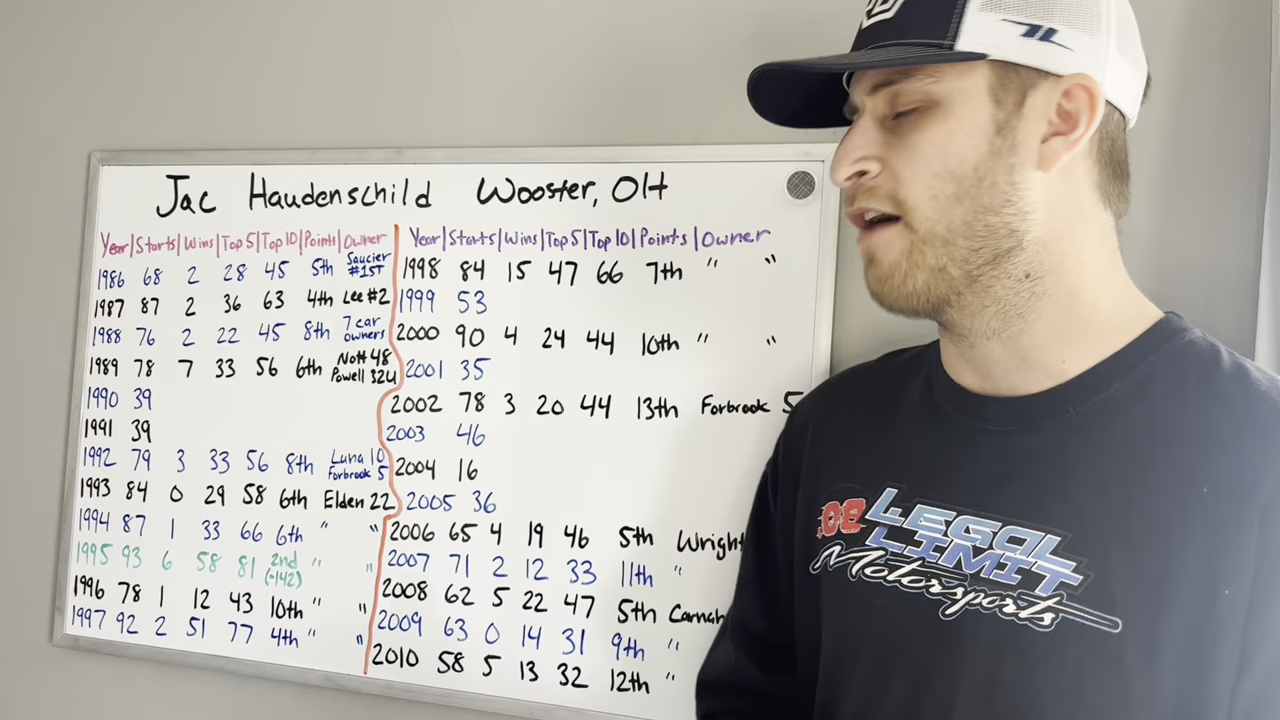 Jac Haudenschild Wooster, OH
Year|Starts|Wins|Top 5|Top 10|Points|Owner
1986 68 2 28 45 5th Saucier #1ST
1987 87 2 36 63 4th Lee #2
1988 76 2 22 45 8th 7 car owners
1989 78 7 33 56 6th Nott 48 Powell 32U
1990 39
1991 39
1992 79 3 33 56 8th Luna 10 Forbrook 5
1993 84 0 29 58 6th Elden 22
1994 87 1 33 66 6th " "
1995 93 6 58 81 2nd (-142) " "
1996 78 1 12 43 10th " "
1997 92 2 51 77 4th " "
Year|Starts|Wins|Top 5|Top 10|Points|Owner
1998 84 15 47 66 7th " "
1999 53
2000 90 4 24 44 10th " "
2001 35
2002 78 3 20 44 13th Forbrook 5
2003 46
2004 16
2005 36
2006 65 4 19 46 5th Wright
2007 71 2 12 33 11th "
2008 62 5 22 47 5th Carnah
2009 63 0 14 31 9th "
2010 58 5 13 32 12th "
LEGAL
LIMIT
Motorsports